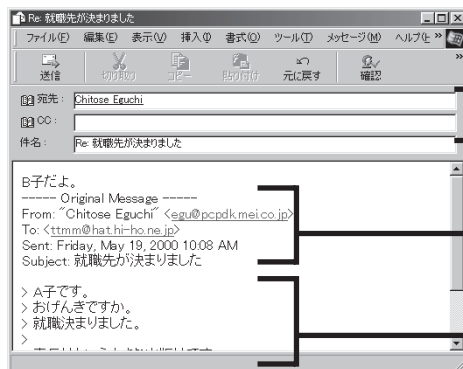 Re: 就職先が決まりました
ファイル(F) 編集(E) 表示(V) 挿入(I) 書式(O) ツール(T) メッセージ(M) ヘルプ(H) »
送信 切り取り コピー 貼り付け 元に戻す 確認 »
宛先: Chitose Eguchi
CC:
件名: Re: 就職先が決まりました
B子だよ。
----- Original Message -----
From: "Chitose Eguchi" <egu@pcpdk.mei.co.jp>
To: <ttmm@hat.hi-ho.ne.jp>
Sent: Friday, May 19, 2000 10:08 AM
Subject: 就職先が決まりました
> A子です。
> おげんきですか。
> 就職決まりました。
>